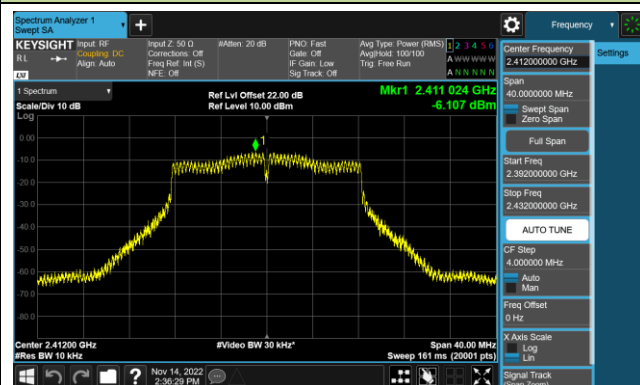 Spectrum Analyzer 1
Swept SA
Frequency
KEYSIGHT
Input: RF
Coupling: DC
Align: Auto
Input Z: 50 Ω
Corrections: Off
Freq Ref: Int (S)
NFE: Off
#Atten: 20 dB
PNO: Fast
Gate: Off
IF Gain: Low
Sig Track: Off
Avg Type: Power (RMS)
Avg|Hold: 100/100
Trig: Free Run
1 2 3 4 5 6
A W W W W W
A N N N N N
RL
LXI
1 Spectrum
Scale/Div 10 dB
Ref Lvl Offset 22.00 dB
Ref Level 10.00 dBm
Mkr1 2.411 024 GHz
-6.107 dBm
Log
1
0.00
-10.0
-20.0
-30.0
-40.0
-50.0
-60.0
-70.0
-80.0
Center 2.41200 GHz
#Res BW 10 kHz
#Video BW 30 kHz*
Span 40.00 MHz
Sweep 161 ms (20001 pts)
Nov 14, 2022
2:36:29 PM
Center Frequency
2.412000000 GHz
Settings
Span
40.0000000 MHz
Swept Span
Zero Span
Full Span
Start Freq
2.392000000 GHz
Stop Freq
2.432000000 GHz
AUTO TUNE
CF Step
4.000000 MHz
Auto
Man
Freq Offset
0 Hz
X Axis Scale
Log
Lin
Signal Track
(Span Zoom)